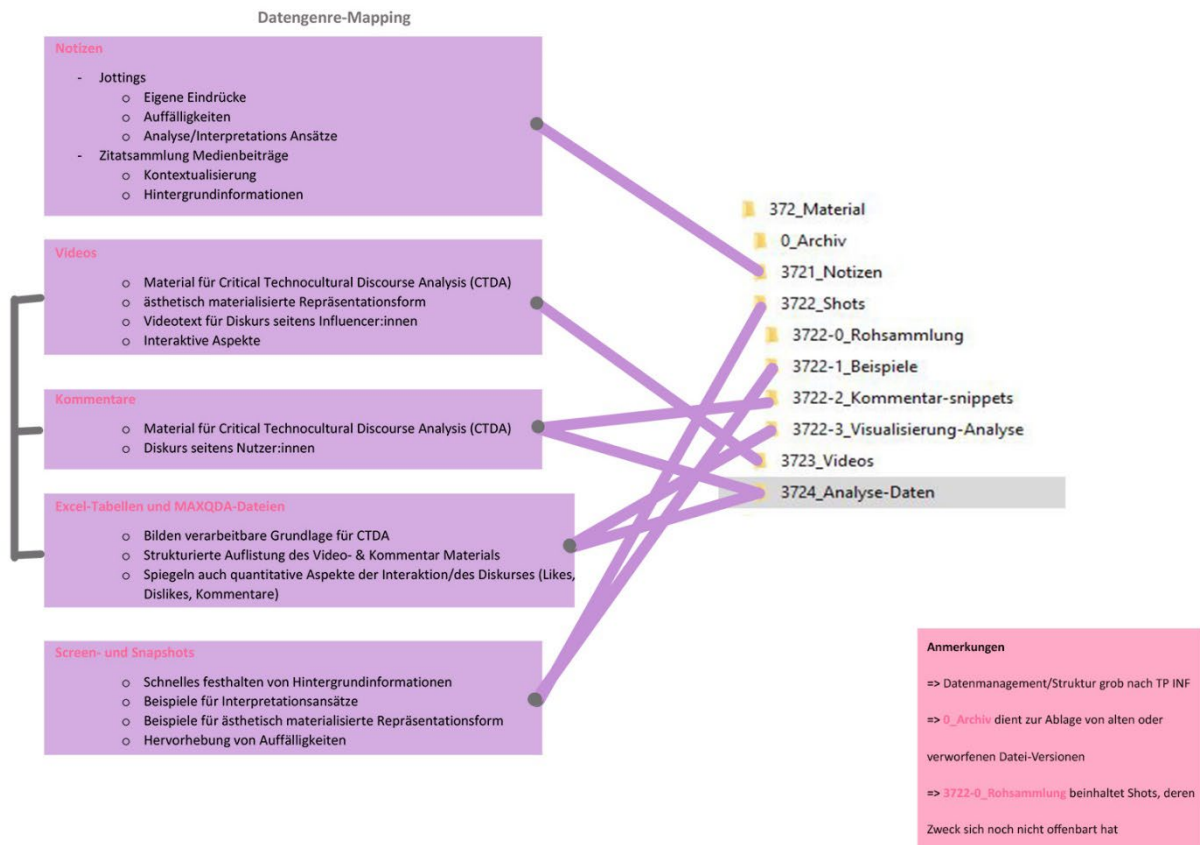 Datengenre-Mapping
Notizen
- Jottings
o Eigene Eindrücke
o Auffälligkeiten
o Analyse/Interpretations Ansätze
- Zitatsammlung Medienbeiträge
o Kontextualisierung
o Hintergrundinformationen
Videos
o Material für Critical Technocultural Discourse Analysis (CTDA)
o ästhetisch materialisierte Repräsentationsform
o Videotext für Diskurs seitens Influencer:innen
o Interaktive Aspekte
Kommentare
o Material für Critical Technocultural Discourse Analysis (CTDA)
o Diskurs seitens Nutzer:innen
Excel-Tabellen und MAXQDA-Dateien
o Bilden verarbeitbare Grundlage für CTDA
o Strukturierte Auflistung des Video- & Kommentar Materials
o Spiegeln auch quantitative Aspekte der Interaktion/des Diskurses (Likes,
Dislikes, Kommentare)
Screen- und Snapshots
o Schnelles festhalten von Hintergrundinformationen
o Beispiele für Interpretationsansätze
o Beispiele für ästhetisch materialisierte Repräsentationsform
o Hervorhebung von Auffälligkeiten
372_Material
0_Archiv
3721_Notizen
3722_Shots
3722-0_Rohsammlung
3722-1_Beispiele
3722-2_Kommentar-snippets
3722-3_Visualisierung-Analyse
3723_Videos
3724_Analyse-Daten
Anmerkungen
=> Datenmanagement/Struktur grob nach TP INF
=> 0_Archiv dient zur Ablage von alten oder
verworfenen Datei-Versionen
=> 3722-0_Rohsammlung beinhaltet Shots, deren
Zweck sich noch nicht offenbart hat